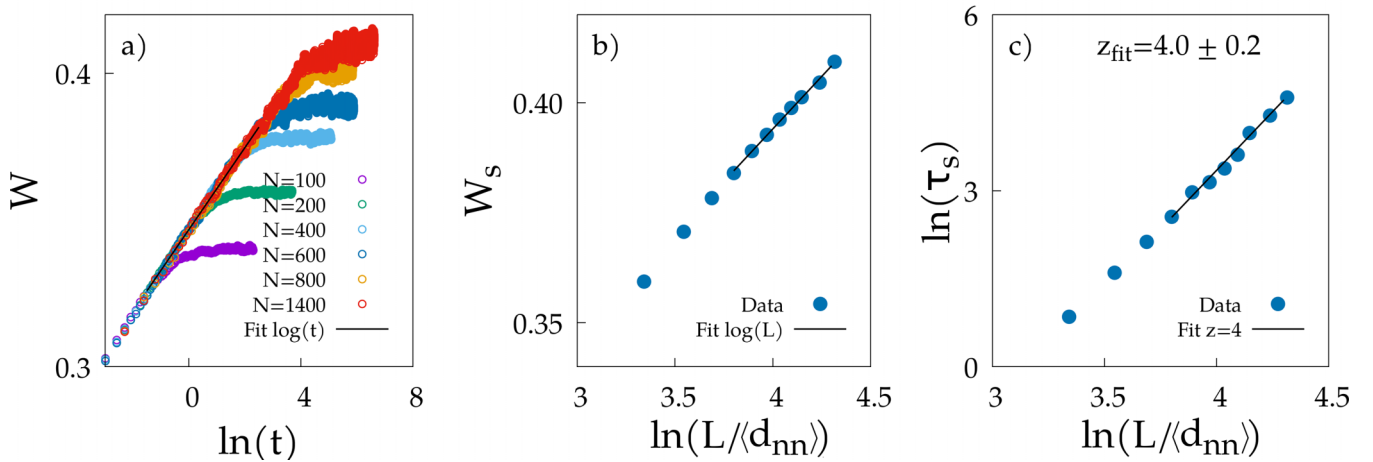 a)
W
0.4
0.3
N=100
N=200
N=400
N=600
N=800
N=1400
Fit log(t)
0
4
8
ln(t)
b)
W_s
0.40
0.35
Data
Fit log(L)
3
3.5
4
4.5
ln(L/⟨⟨d_nn⟩⟩)
c)
z_fit=4.0 ± 0.2
ln(τ_s)
6
3
0
Data
Fit z=4
3
3.5
4
4.5
ln(L/⟨⟨d_nn⟩⟩)